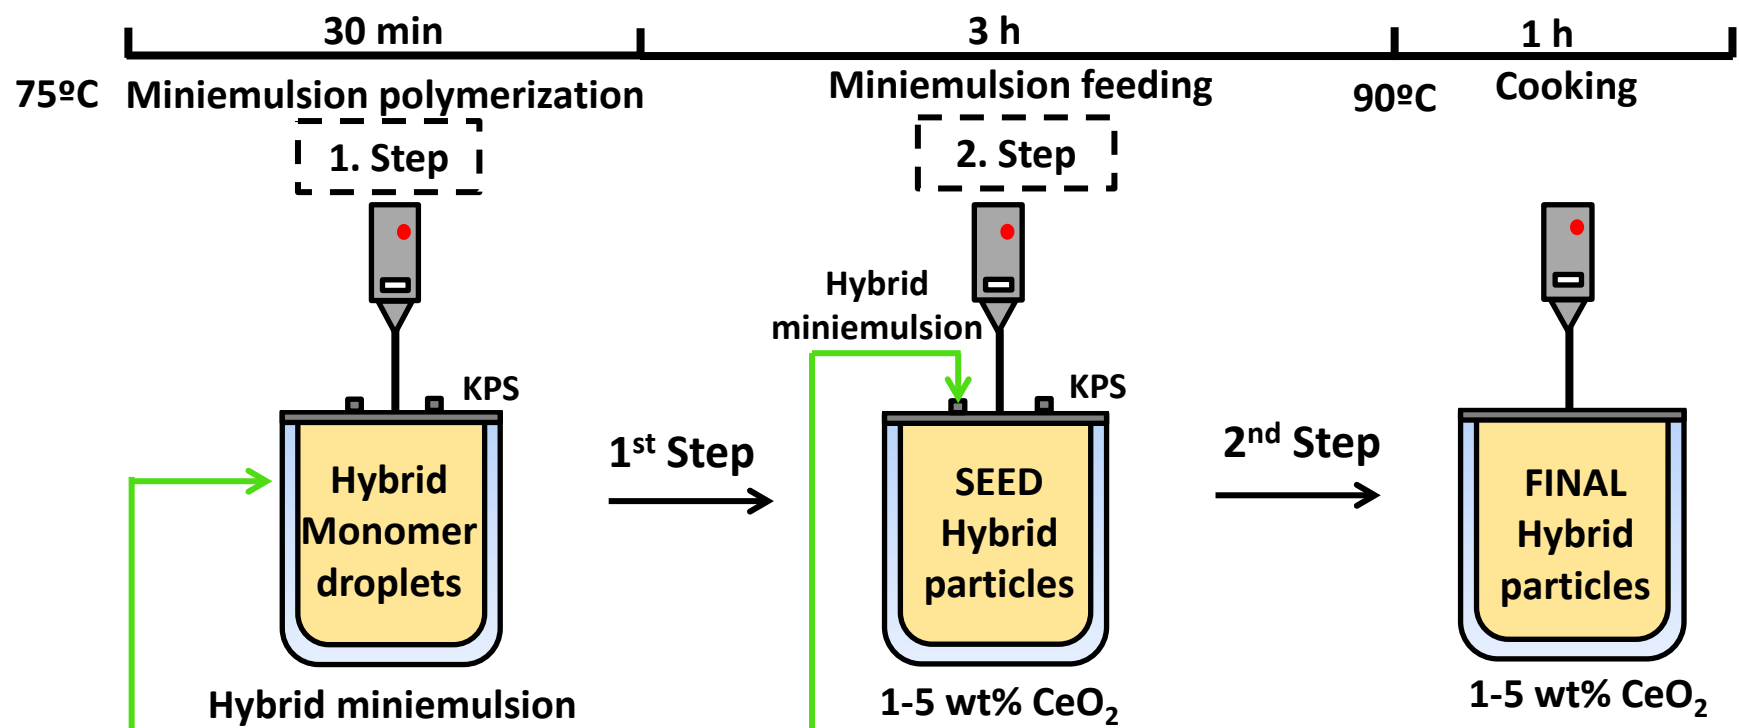 30 min
3 h
1 h
75ºC
Miniemulsion polymerization
Miniemulsion feeding
90ºC
Cooking
1. Step
2. Step
Hybrid
miniemulsion
KPS
KPS
1st Step
2nd Step
Hybrid
Monomer
droplets
SEED
Hybrid
particles
FINAL
Hybrid
particles
Hybrid miniemulsion
1-5 wt% CeO₂
1-5 wt% CeO₂